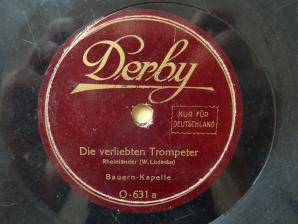 Derby
NUR FÜR
DEUTSCHLAND
Die verliebten Trompeter
Rheinländer (W. Lüdecke)
Bauern-Kapelle
O-631 a